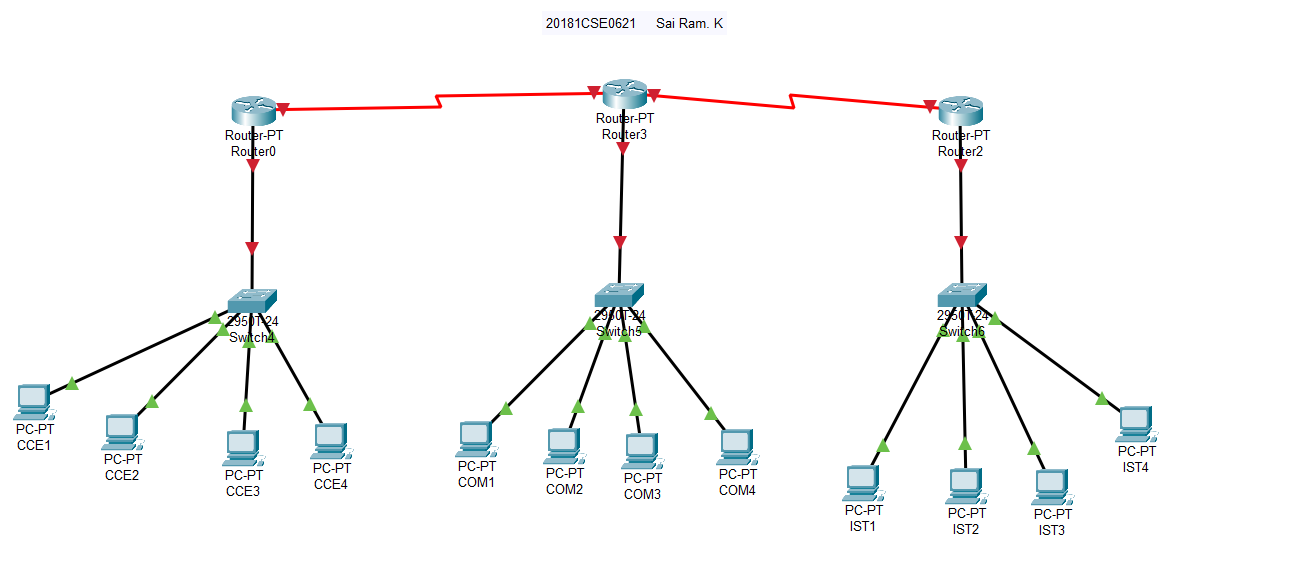 20181CSE0621 Sai Ram. K
Router-PT
Router0
Router-PT
Router3
Router-PT
Router2
2950T-24
Switch4
2950T-24
Switch5
2950T-24
Switch6
PC-PT
CCE1
PC-PT
CCE2
PC-PT
CCE3
PC-PT
CCE4
PC-PT
COM1
PC-PT
COM2
PC-PT
COM3
PC-PT
COM4
PC-PT
IST1
PC-PT
IST2
PC-PT
IST3
PC-PT
IST4